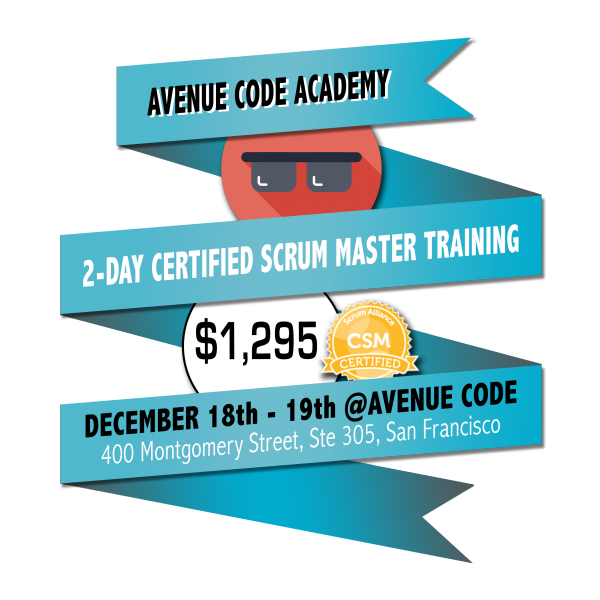 AVENUE CODE ACADEMY
2-DAY CERTIFIED SCRUM MASTER TRAINING
$1,295
Scrum Alliance
CSM
CERTIFIED
DECEMBER 18th - 19th @AVENUE CODE
400 Montgomery Street, Ste 305, San Francisco